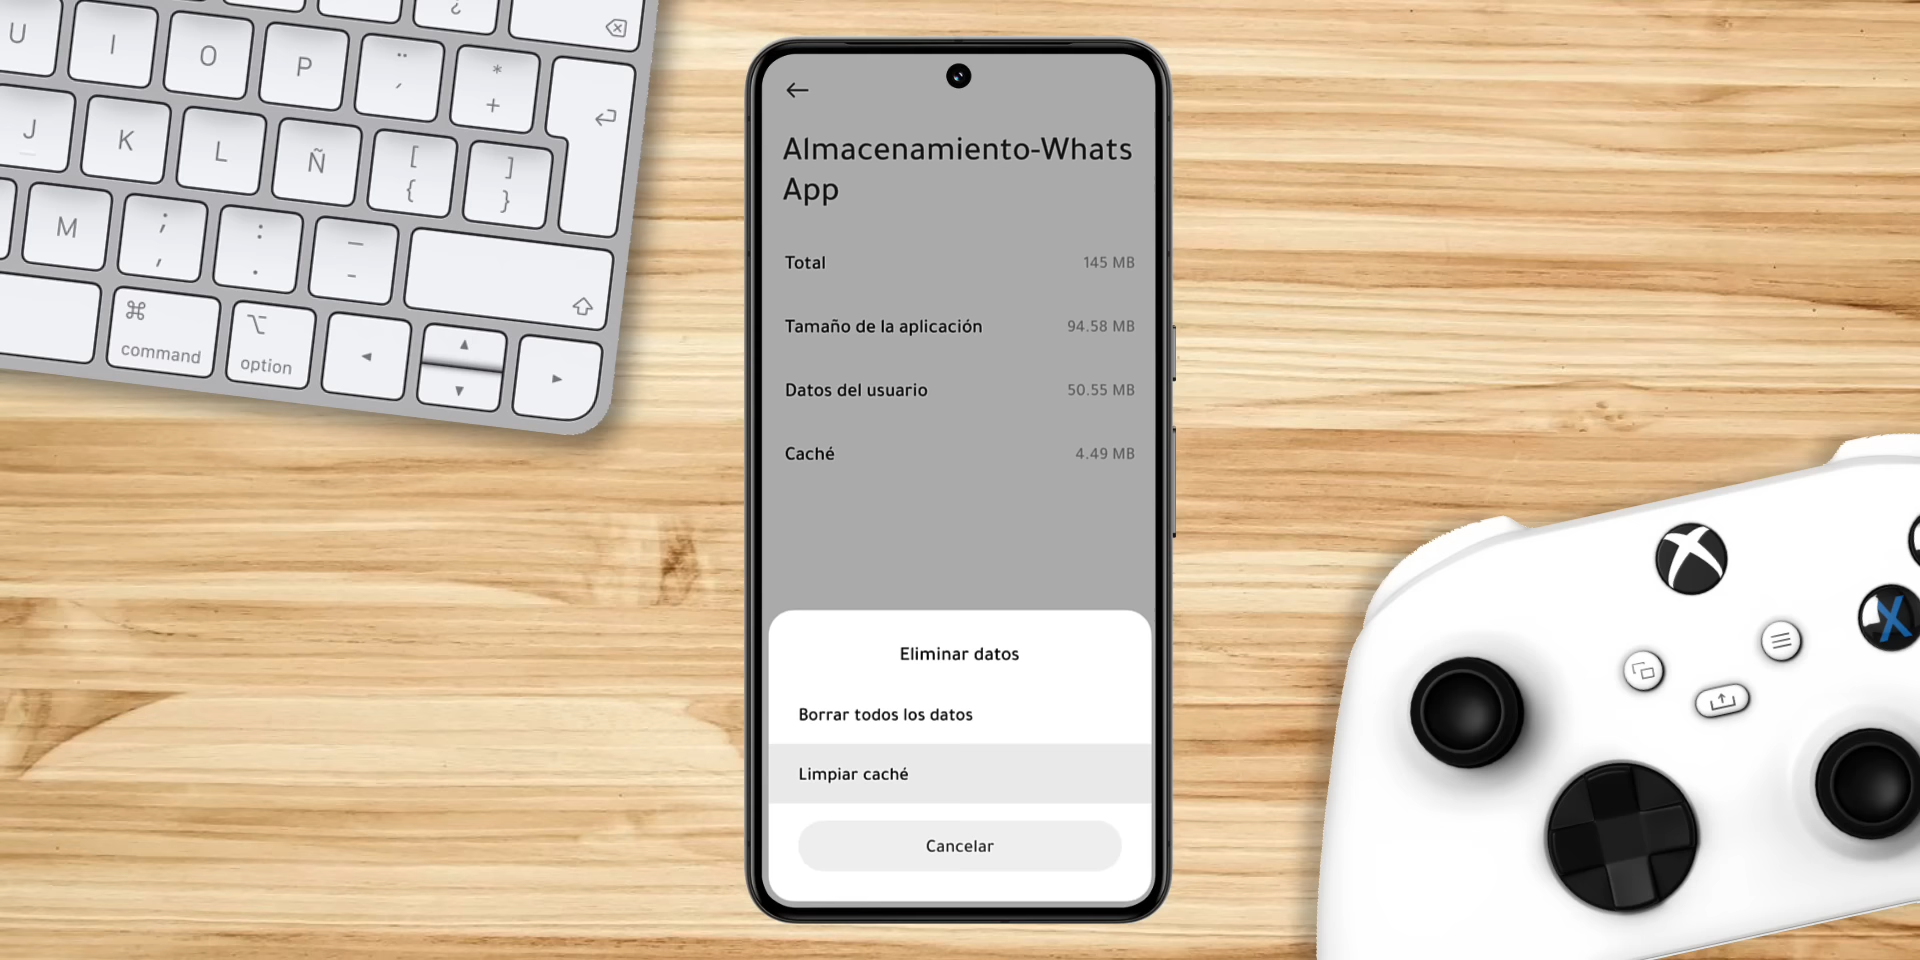 ¿
U
I
O
P
¨
´
*
+
J
K
L
Ñ
[
{
]
}
M
;
,
:
.
—
-
⌘
command
⌥
option
←
Almacenamiento-Whats
App
Total 145 MB
Tamaño de la aplicación 94.58 MB
Datos del usuario 50.55 MB
Caché 4.49 MB
Eliminar datos
Borrar todos los datos
Limpiar caché
Cancelar
X